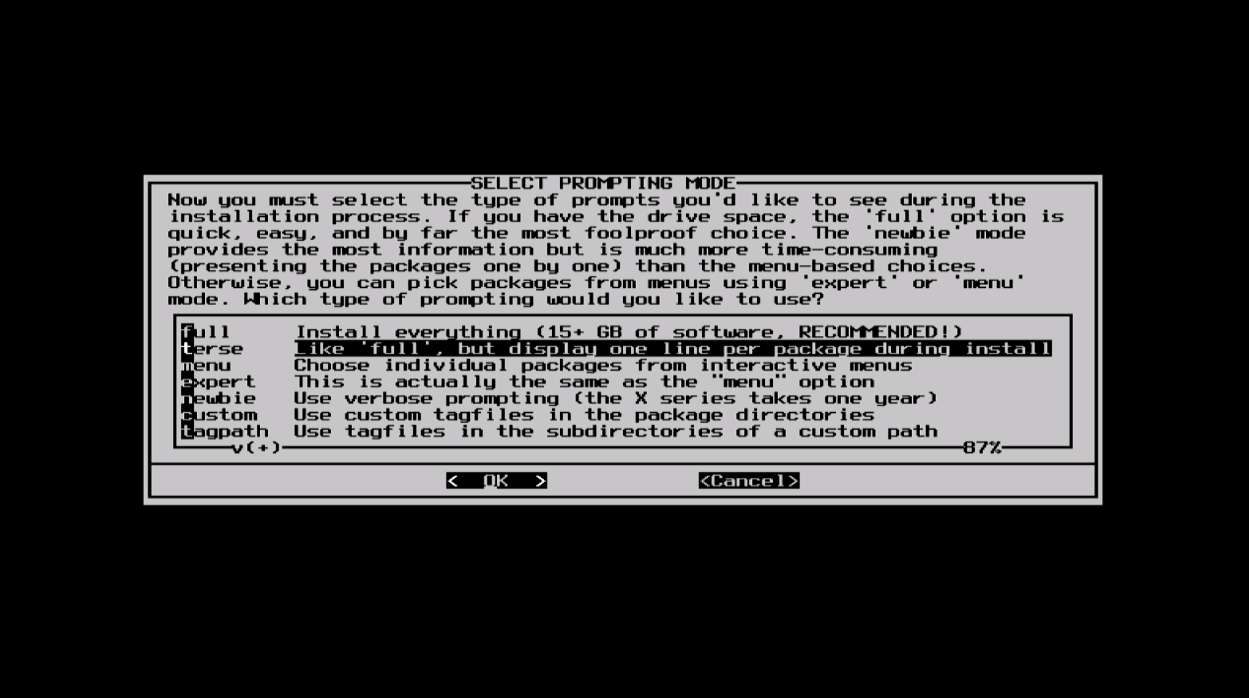 SELECT PROMPTING MODE
Now you must select the type of prompts you'd like to see during the
installation process. If you have the drive space, the 'full' option is
quick, easy, and by far the most foolproof choice. The 'newbie' mode
provides the most information but is much more time-consuming
(presenting the packages one by one) than the menu-based choices.
Otherwise, you can pick packages from menus using 'expert' or 'menu'
mode. Which type of prompting would you like to use?
full Install everything (15+ GB of software, RECOMMENDED!)
terse Like 'full', but display one line per package during install
menu Choose individual packages from interactive menus
expert This is actually the same as the "menu" option
newbie Use verbose prompting (the X series takes one year)
custom Use custom tagfiles in the package directories
tagpath Use tagfiles in the subdirectories of a custom path
v(+) 87%
< OK > <Cancel>